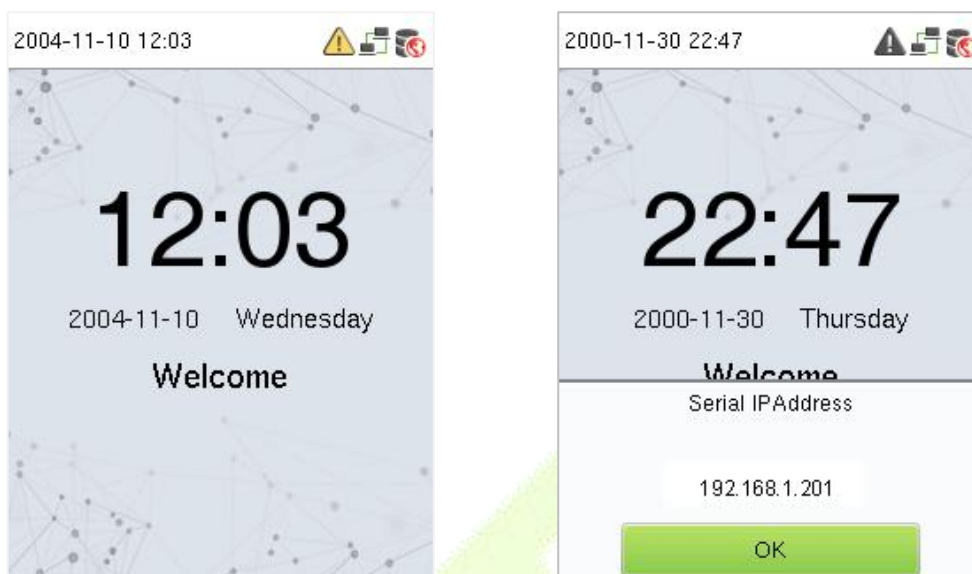 2004-11-10 12:03
12:03
2004-11-10 Wednesday
Welcome
2000-11-30 22:47
22:47
2000-11-30 Thursday
Welcome
Serial IPAddress
192.168.1.201
OK